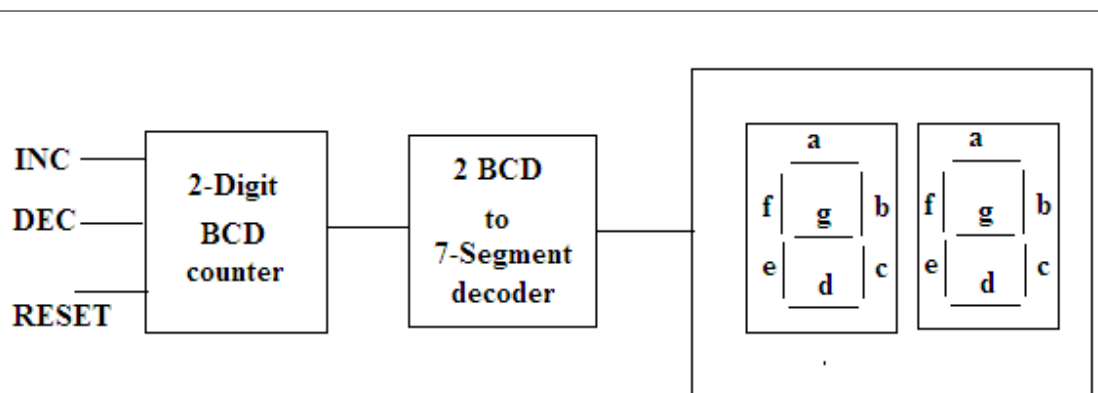 INC
DEC
RESET
2-Digit
BCD
counter
2 BCD
to
7-Segment
decoder
a
f
g
b
e
d
c
a
f
g
b
e
d
c